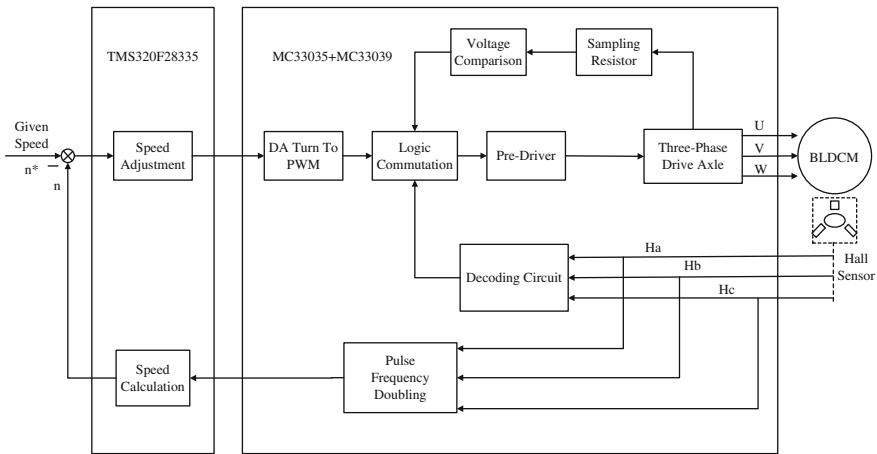 TMS320F28335
MC33035+MC33039
Voltage
Comparison
Sampling
Resistor
Given
Speed
n*
n
Speed
Adjustment
DA Turn To
PWM
Logic
Commutation
Pre-Driver
Three-Phase
Drive Axle
U
V
W
BLDCM
Decoding Circuit
Ha
Hb
Hc
Hall
Sensor
Speed
Calculation
Pulse
Frequency
Doubling